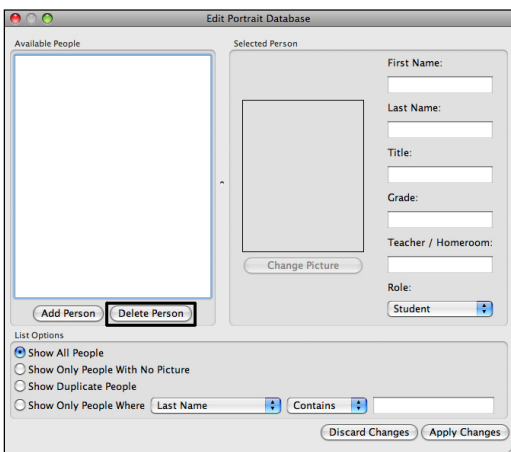 Edit Portrait Database
Available People
Selected Person
First Name:
Last Name:
Title:
Grade:
Teacher / Homeroom:
Change Picture
Role:
Student
Add Person
Delete Person
List Options
Show All People
Show Only People With No Picture
Show Duplicate People
Show Only People Where Last Name Contains
Discard Changes Apply Changes